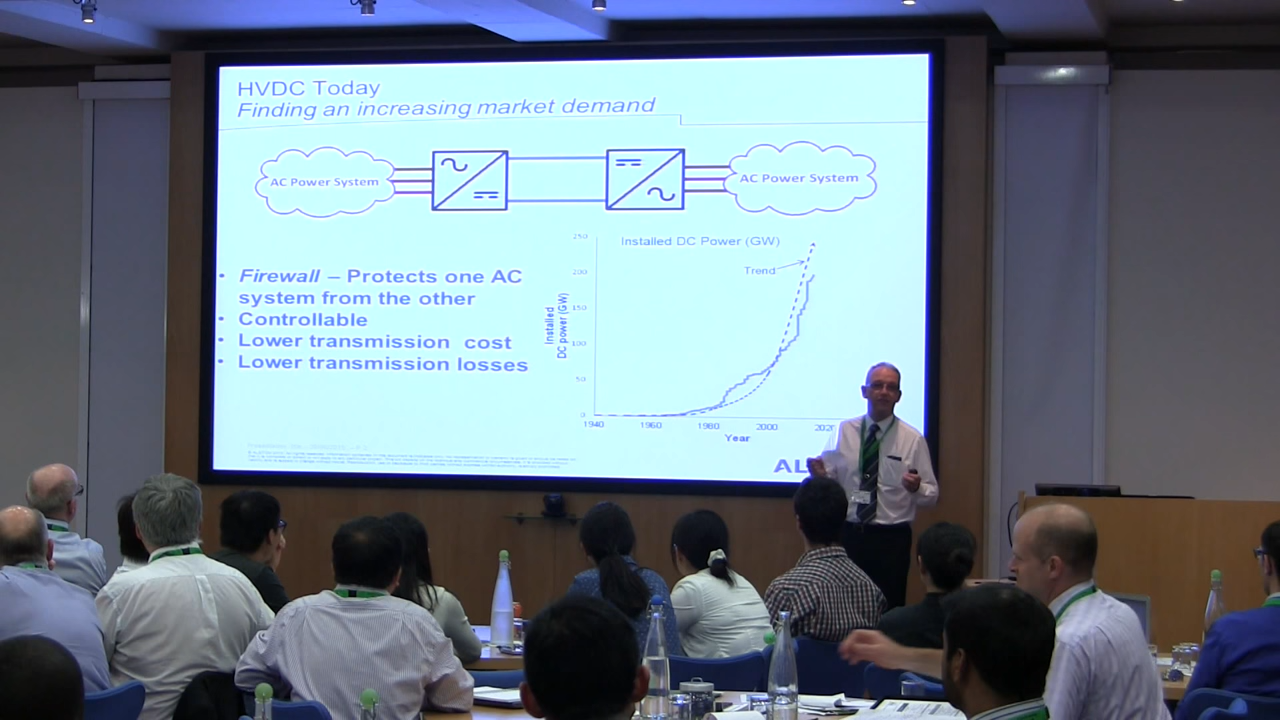 HVDC Today
Finding an increasing market demand
AC Power System
AC Power System
• Firewall – Protects one AC
system from the other
• Controllable
• Lower transmission cost
• Lower transmission losses
Installed DC Power (GW)
Trend
Installed
DC power (GW)
250
200
150
100
50
0
1940
1960
1980
2000
2020
Year
AL